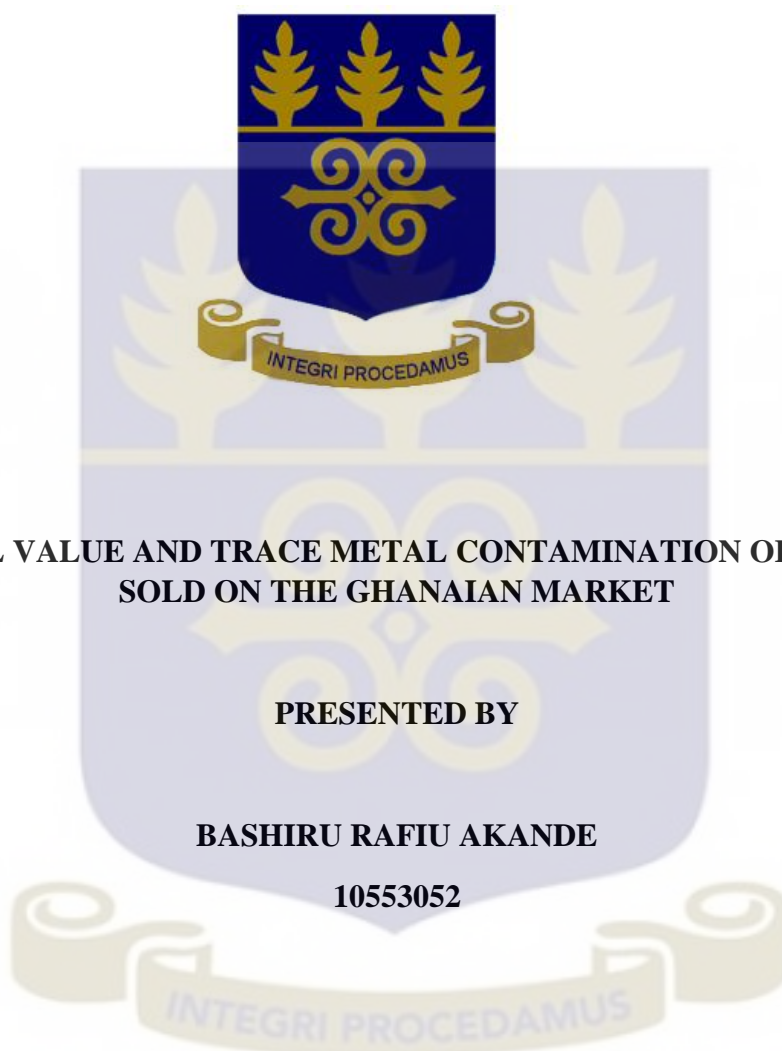 INTEGRI PROCEDAMUS
VALUE AND TRACE METAL CONTAMINATION
SOLD ON THE GHANAIAN MARKET
PRESENTED BY
BASHIRU RAFIU AKANDE
10553052
INTEGRI PROCEDAMUS